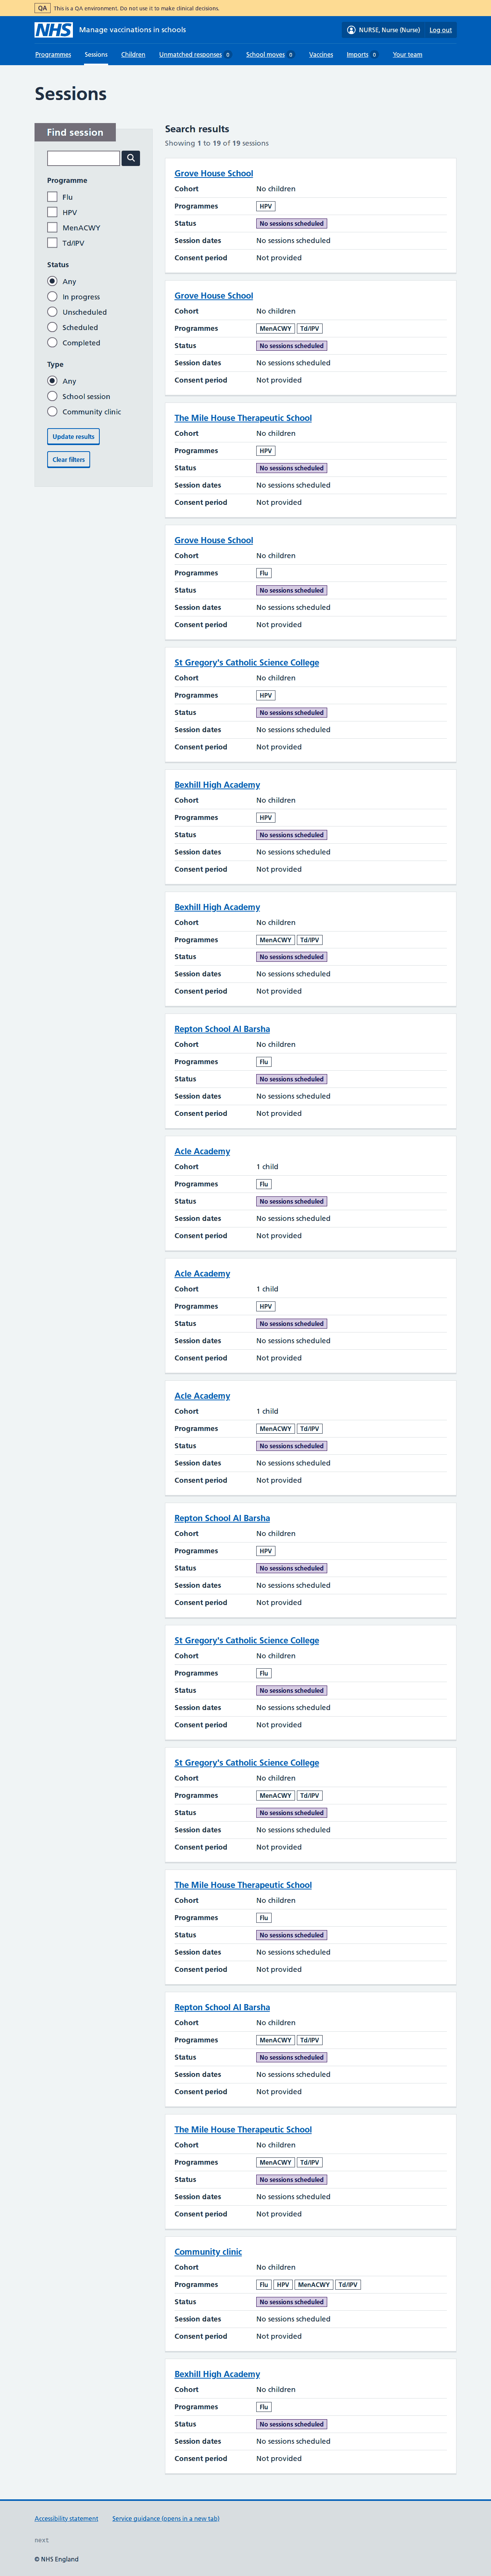 QA This is a QA environment. Do not use it to make clinical decisions.
NHS Manage vaccinations in schools NURSE, Nurse (Nurse) Log out
Programmes Sessions Children Unmatched responses 0 School moves 0 Vaccines Imports 0 Your team
Sessions
Find session
Programme
Flu
HPV
MenACWY
Td/IPV
Status
Any
In progress
Unscheduled
Scheduled
Completed
Type
Any
School session
Community clinic
Update results
Clear filters
Search results
Showing 1 to 19 of 19 sessions
Grove House School
Cohort No children
Programmes HPV
Status No sessions scheduled
Session dates No sessions scheduled
Consent period Not provided
Grove House School
Cohort No children
Programmes MenACWY Td/IPV
Status No sessions scheduled
Session dates No sessions scheduled
Consent period Not provided
The Mile House Therapeutic School
Cohort No children
Programmes HPV
Status No sessions scheduled
Session dates No sessions scheduled
Consent period Not provided
Grove House School
Cohort No children
Programmes Flu
Status No sessions scheduled
Session dates No sessions scheduled
Consent period Not provided
St Gregory's Catholic Science College
Cohort No children
Programmes HPV
Status No sessions scheduled
Session dates No sessions scheduled
Consent period Not provided
Bexhill High Academy
Cohort No children
Programmes HPV
Status No sessions scheduled
Session dates No sessions scheduled
Consent period Not provided
Bexhill High Academy
Cohort No children
Programmes MenACWY Td/IPV
Status No sessions scheduled
Session dates No sessions scheduled
Consent period Not provided
Repton School Al Barsha
Cohort No children
Programmes Flu
Status No sessions scheduled
Session dates No sessions scheduled
Consent period Not provided
Acle Academy
Cohort 1 child
Programmes Flu
Status No sessions scheduled
Session dates No sessions scheduled
Consent period Not provided
Acle Academy
Cohort 1 child
Programmes HPV
Status No sessions scheduled
Session dates No sessions scheduled
Consent period Not provided
Acle Academy
Cohort 1 child
Programmes MenACWY Td/IPV
Status No sessions scheduled
Session dates No sessions scheduled
Consent period Not provided
Repton School Al Barsha
Cohort No children
Programmes HPV
Status No sessions scheduled
Session dates No sessions scheduled
Consent period Not provided
St Gregory's Catholic Science College
Cohort No children
Programmes Flu
Status No sessions scheduled
Session dates No sessions scheduled
Consent period Not provided
St Gregory's Catholic Science College
Cohort No children
Programmes MenACWY Td/IPV
Status No sessions scheduled
Session dates No sessions scheduled
Consent period Not provided
The Mile House Therapeutic School
Cohort No children
Programmes Flu
Status No sessions scheduled
Session dates No sessions scheduled
Consent period Not provided
Repton School Al Barsha
Cohort No children
Programmes MenACWY Td/IPV
Status No sessions scheduled
Session dates No sessions scheduled
Consent period Not provided
The Mile House Therapeutic School
Cohort No children
Programmes MenACWY Td/IPV
Status No sessions scheduled
Session dates No sessions scheduled
Consent period Not provided
Community clinic
Cohort No children
Programmes Flu HPV MenACWY Td/IPV
Status No sessions scheduled
Session dates No sessions scheduled
Consent period Not provided
Bexhill High Academy
Cohort No children
Programmes Flu
Status No sessions scheduled
Session dates No sessions scheduled
Consent period Not provided
Accessibility statement Service guidance (opens in a new tab)
next
© NHS England